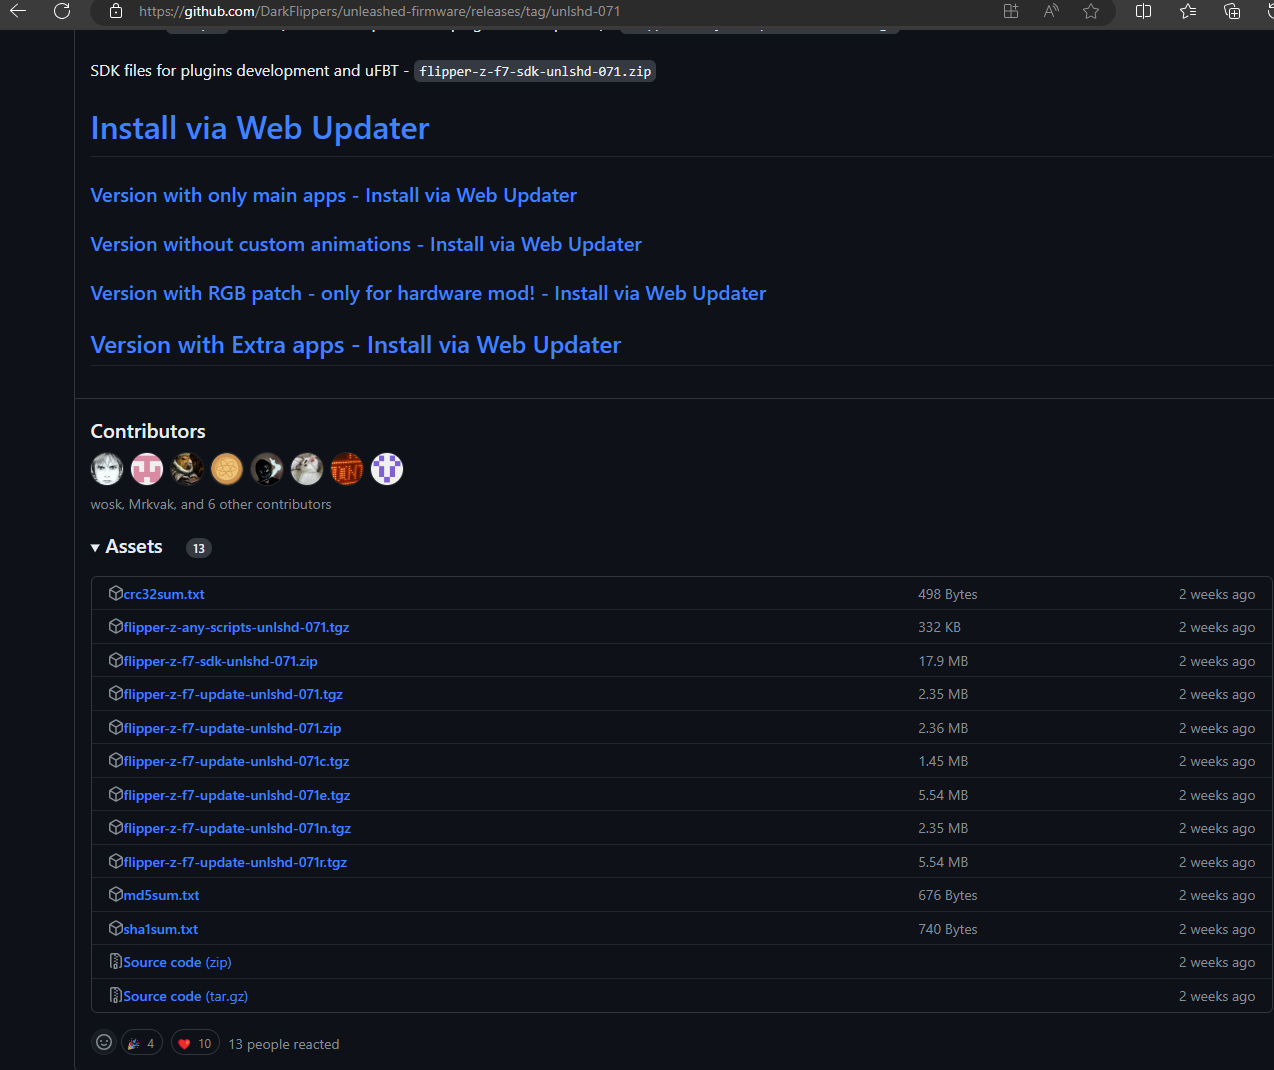 https://github.com/DarkFlippers/unleashed-firmware/releases/tag/unlshd-071
SDK files for plugins development and uFBT - flipper-z-f7-sdk-unlshd-071.zip
Install via Web Updater
Version with only main apps - Install via Web Updater
Version without custom animations - Install via Web Updater
Version with RGB patch - only for hardware mod! - Install via Web Updater
Version with Extra apps - Install via Web Updater
Contributors
wosk, Mrkvak, and 6 other contributors
Assets 13
crc32sum.txt 498 Bytes 2 weeks ago
flipper-z-any-scripts-unlshd-071.tgz 332 KB 2 weeks ago
flipper-z-f7-sdk-unlshd-071.zip 17.9 MB 2 weeks ago
flipper-z-f7-update-unlshd-071.tgz 2.35 MB 2 weeks ago
flipper-z-f7-update-unlshd-071.zip 2.36 MB 2 weeks ago
flipper-z-f7-update-unlshd-071c.tgz 1.45 MB 2 weeks ago
flipper-z-f7-update-unlshd-071e.tgz 5.54 MB 2 weeks ago
flipper-z-f7-update-unlshd-071n.tgz 2.35 MB 2 weeks ago
flipper-z-f7-update-unlshd-071r.tgz 5.54 MB 2 weeks ago
md5sum.txt 676 Bytes 2 weeks ago
sha1sum.txt 740 Bytes 2 weeks ago
Source code (zip) 2 weeks ago
Source code (tar.gz) 2 weeks ago
4 10 13 people reacted